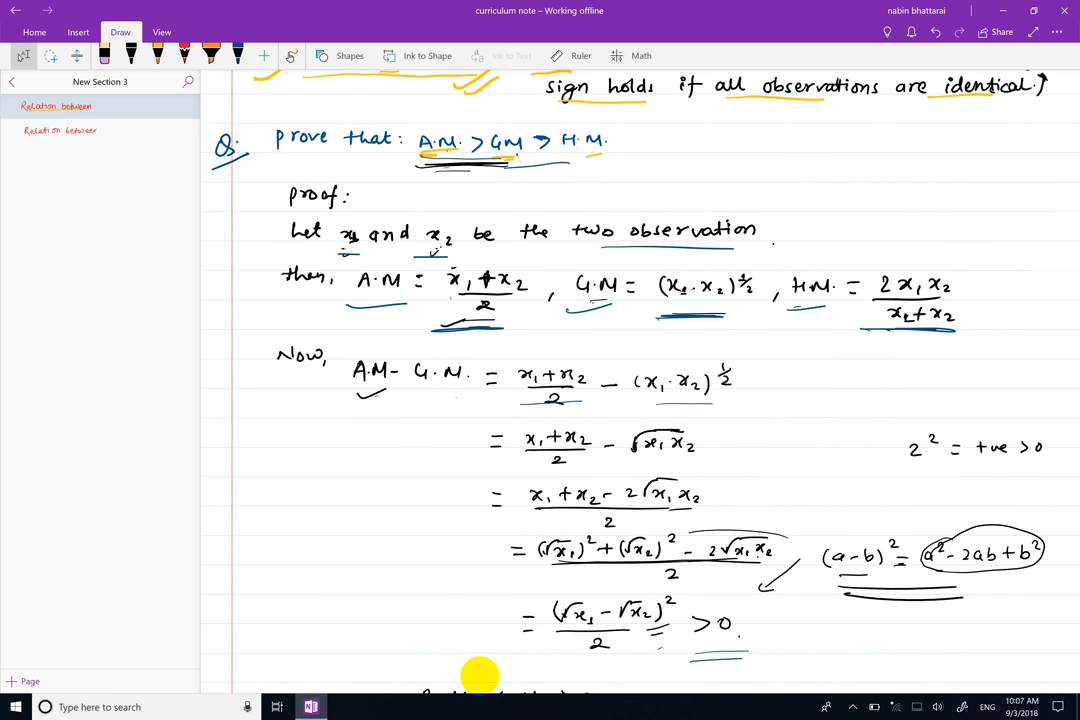 curriculum note – Working offline
nabin bhattarai
Home Insert Draw View
Share
Shapes Ink to Shape Ink to Text Ruler Math
New Section 3
Relation between
Relation between
Page
sign holds if all observations are identical.)
Qs. Prove that: A.M. > G.M > H.M.
Proof:
Let x₁ and x₂ be the two observation.
then, A.M = x₁+x₂/2, G.M = (x₁.x₂)^½, H.M. = 2x₁x₂/x₁+x₂
Now, A.M - G.M. = x₁+x₂/2 - (x₁.x₂)^½
= x₁+x₂/2 - √x₁x₂
2² = +ve >0
= x₁+x₂-2√x₁x₂/2
= (√x₁)²+(√x₂)²-2√x₁x₂/2
(a-b)² = a²-2ab+b²
= (√x₁-√x₂)²/2 >0.
Type here to search
ENG
10:07 AM
9/3/2018